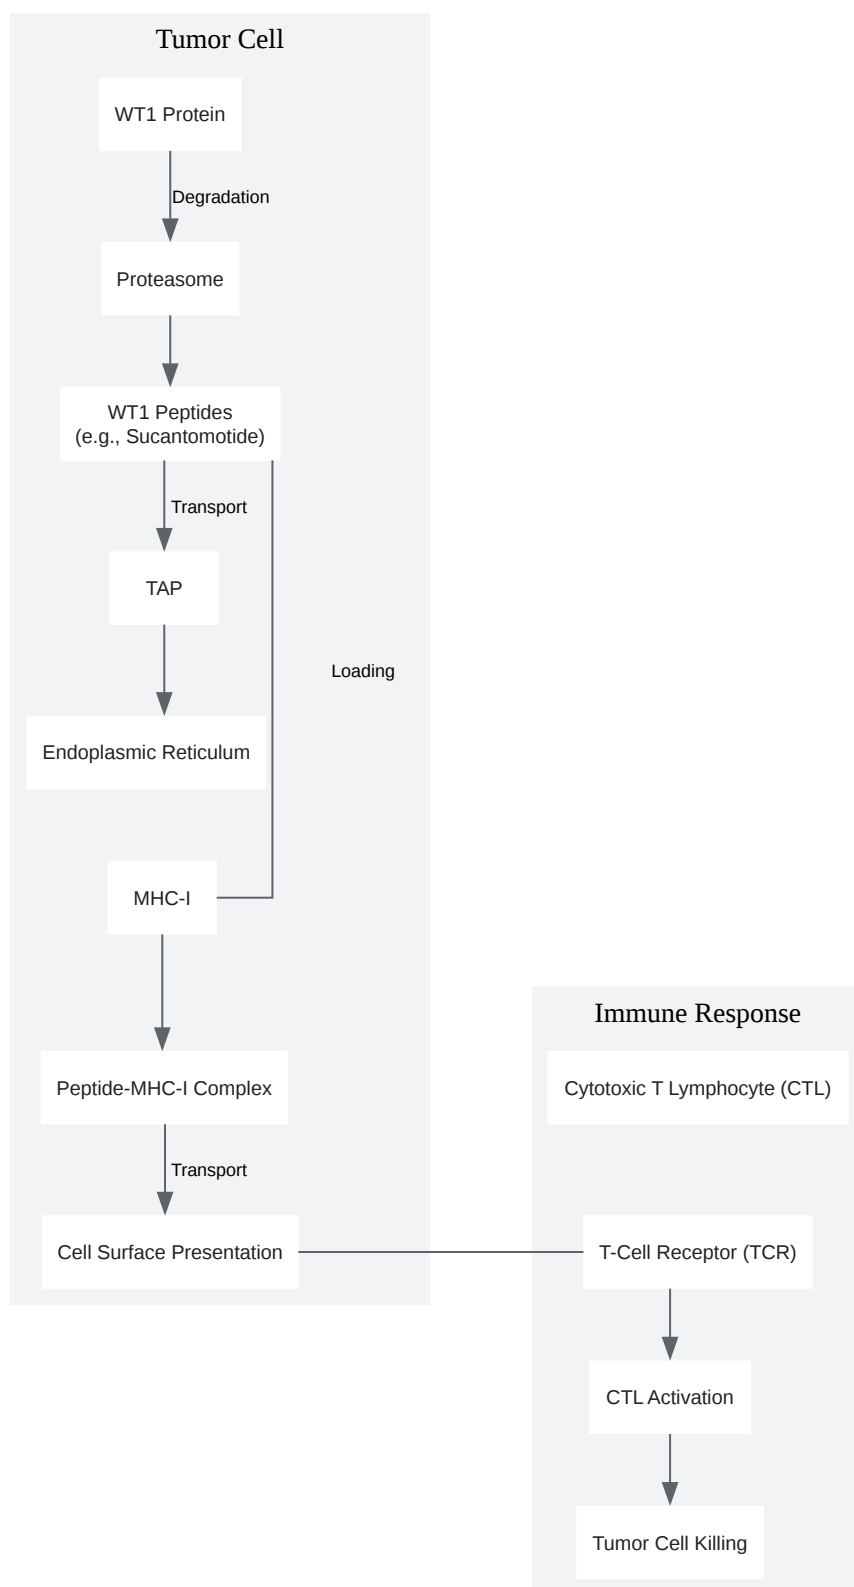 Tumor Cell
WT1 Protein
Degradation
Proteasome
WT1 Peptides
(e.g., Sucantomotide)
Transport
TAP
Loading
Endoplasmic Reticulum
MHC-I
Peptide-MHC-I Complex
Transport
Cell Surface Presentation
Immune Response
Cytotoxic T Lymphocyte (CTL)
T-Cell Receptor (TCR)
CTL Activation
Tumor Cell Killing